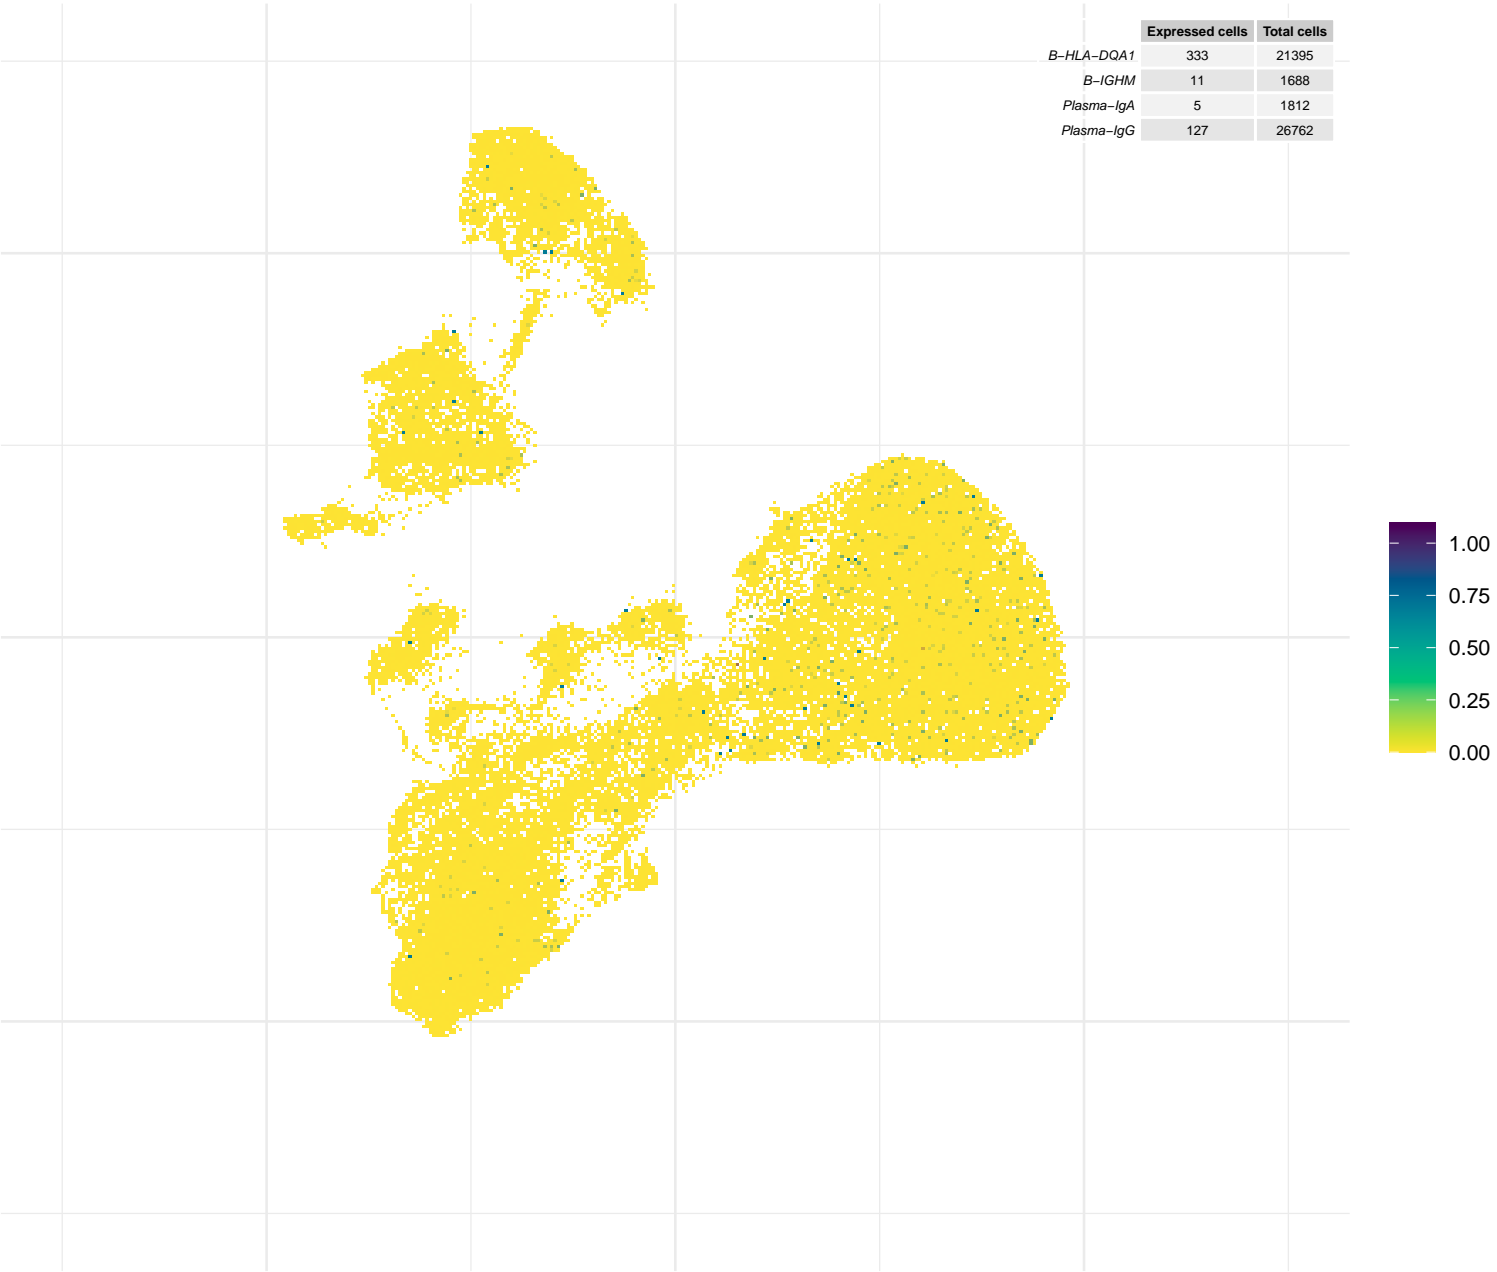 Expressed cells Total cells
B−HLA−DQA1 333 21395
B−IGHM 11 1688
Plasma−IgA 5 1812
Plasma−IgG 127 26762
1.00
0.75
0.50
0.25
0.00